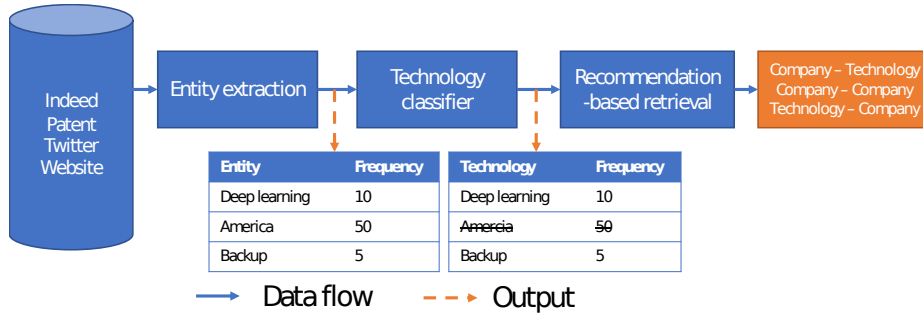 Indeed
Patent
Twitter
Website
Entity extraction
Technology
classifier
Recommendation
-based retrieval
Company – Technology
Company – Company
Technology – Company
Entity Frequency
Deep learning 10
America 50
Backup 5
Technology Frequency
Deep learning 10
Amercia 50
Backup 5
Data flow
Output